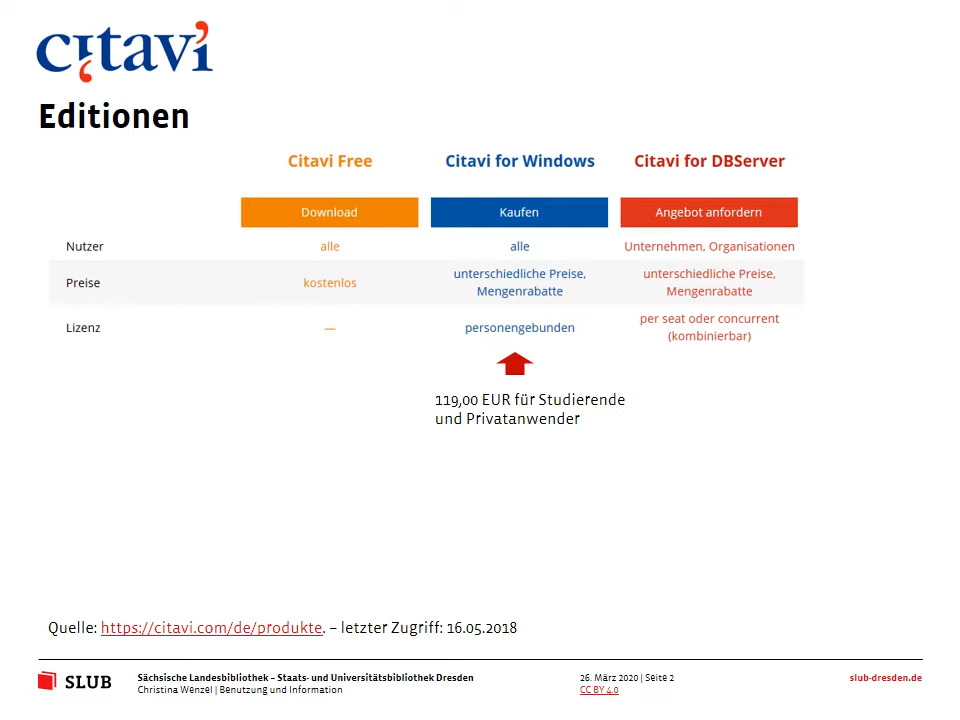 citavi
Editionen
Citavi Free Citavi for Windows Citavi for DBServer
Download Kaufen Angebot anfordern
Nutzer alle alle Unternehmen, Organisationen
Preise kostenlos unterschiedliche Preise, Mengenrabatte unterschiedliche Preise, Mengenrabatte
Lizenz — personengebunden per seat oder concurrent (kombinierbar)
119,00 EUR für Studierende
und Privatanwender
Quelle: https://citavi.com/de/produkte. – letzter Zugriff: 16.05.2018
SLUB
Sächsische Landesbibliothek – Staats- und Universitätsbibliothek Dresden
Christina Wenzel | Benutzung und Information
26. März 2020 | Seite 2
CC BY 4.0
slub-dresden.de